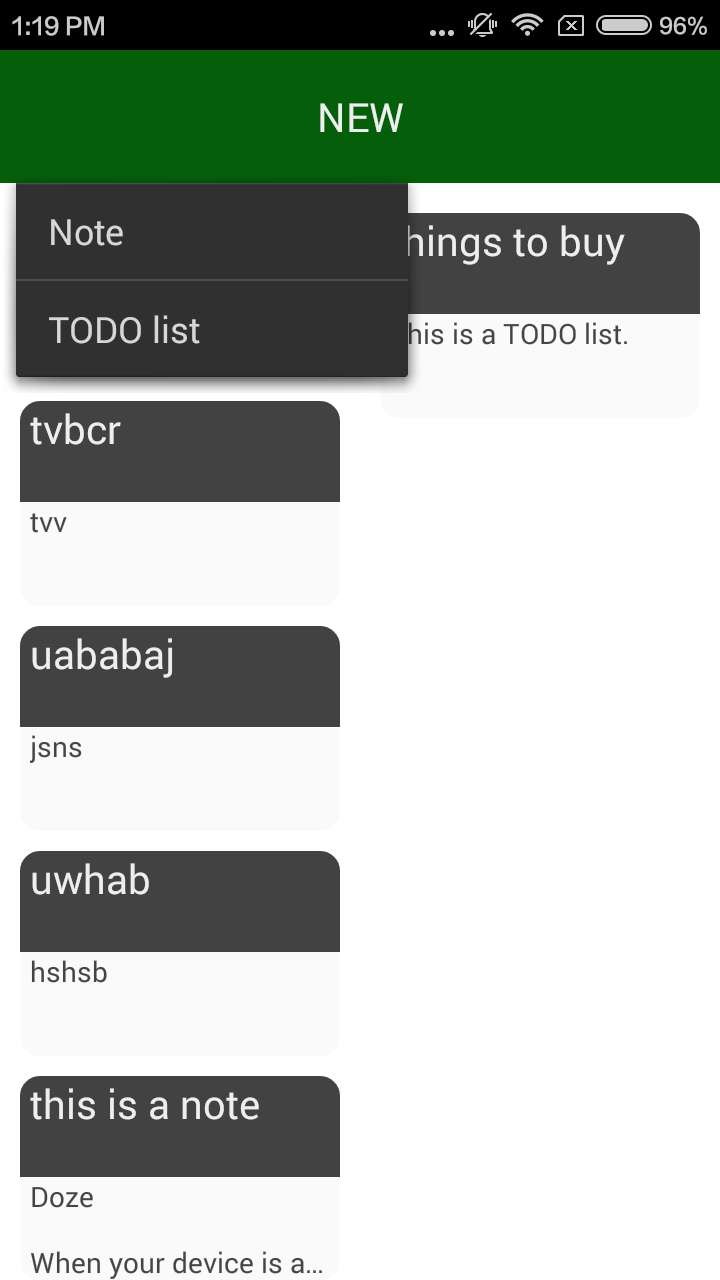 1:19 PM
96%
NEW
Note
TODO list
hings to buy
his is a TODO list.
tvbcr
tvv
uababaj
jsns
uwhab
hshsb
this is a note
Doze
When your device is a...